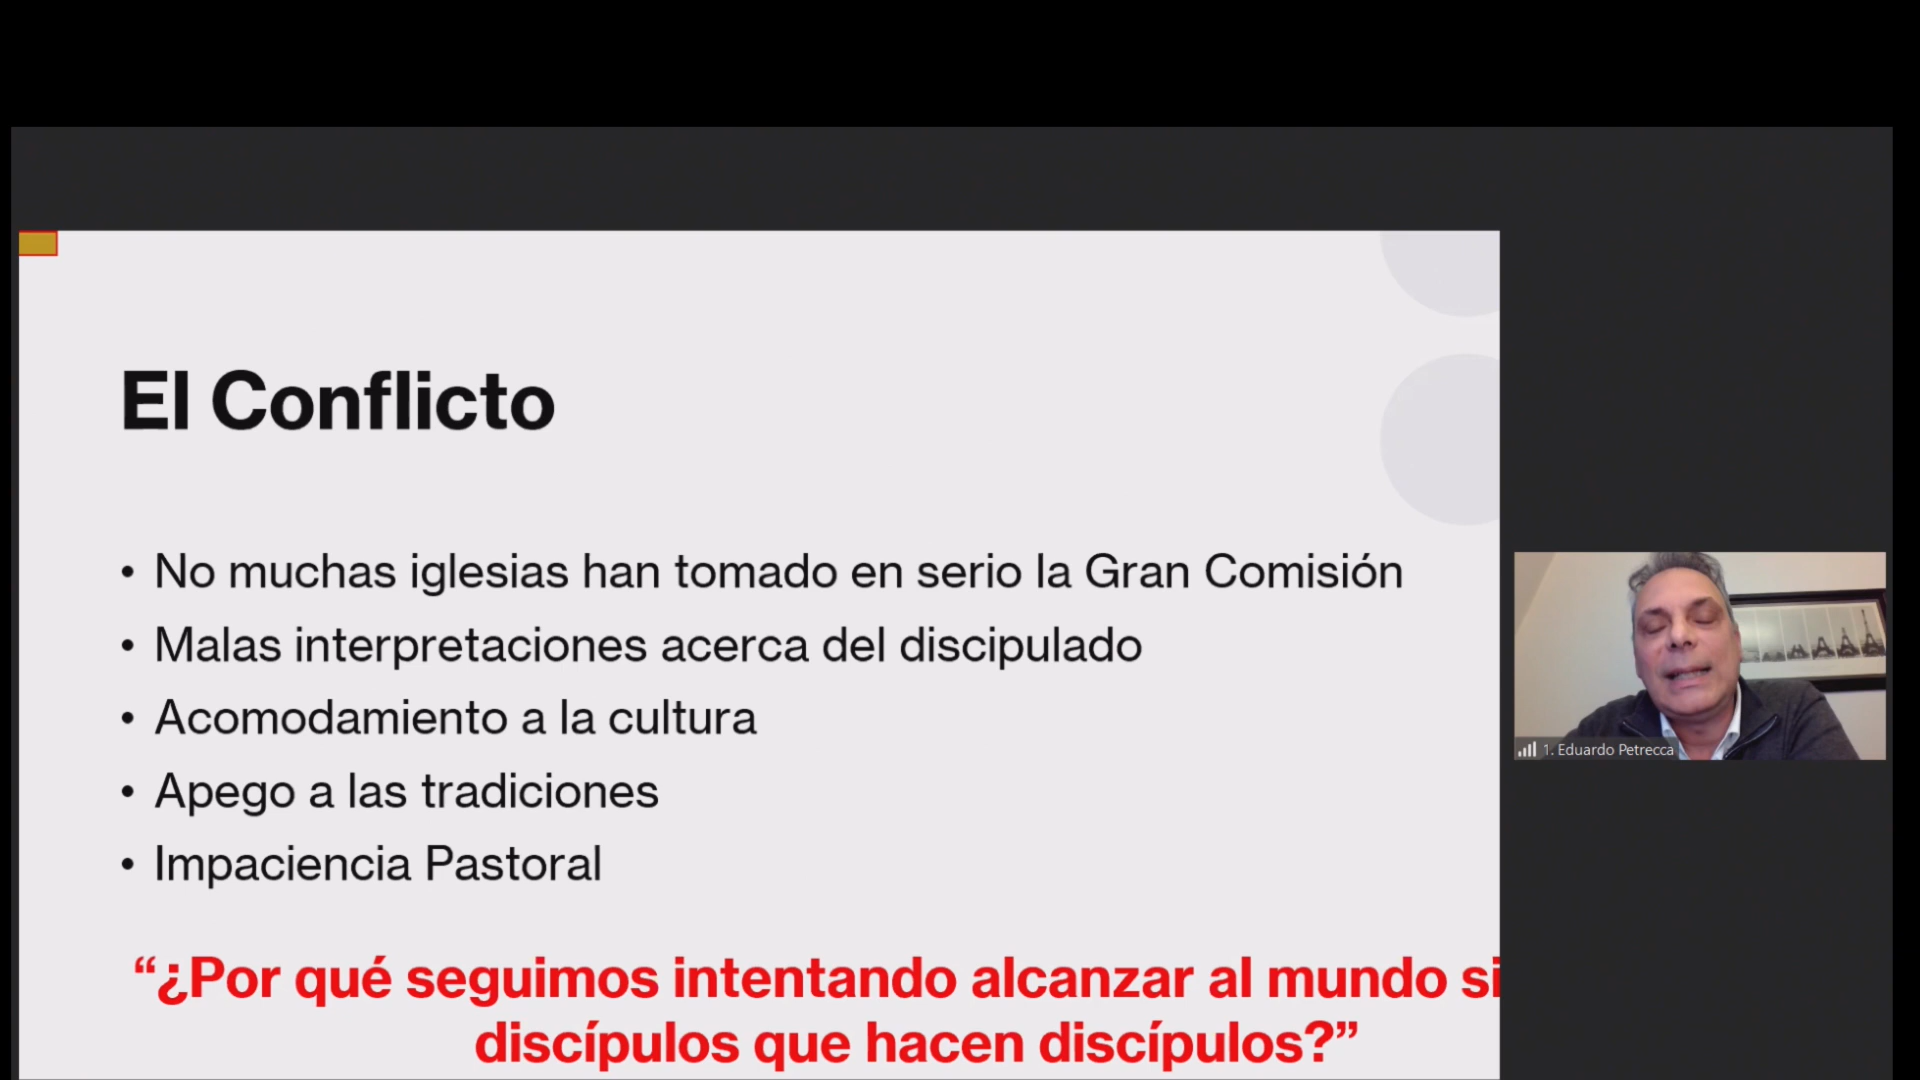 El Conflicto
• No muchas iglesias han tomado en serio la Gran Comisión
• Malas interpretaciones acerca del discipulado
• Acomodamiento a la cultura
• Apego a las tradiciones
• Impaciencia Pastoral
“¿Por qué seguimos intentando alcanzar al mundo si
discípulos que hacen discípulos?”
1. Eduardo Petrecca